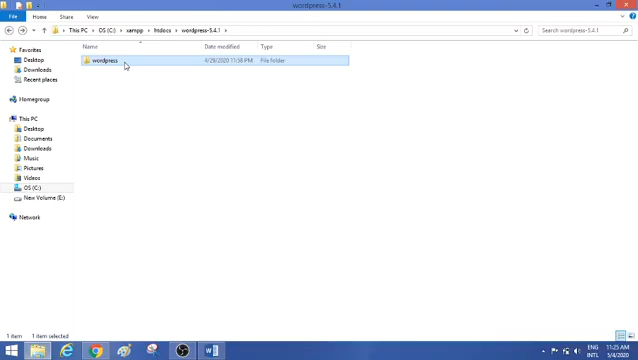 wordpress-5.4.1
File Home Share View
This PC OS (C:) xampp htdocs wordpress-5.4.1
Search wordpress-5.4.1
Name Date modified Type Size
wordpress 4/29/2020 11:58 PM File folder
Favorites
Desktop
Downloads
Recent places
Homegroup
This PC
Desktop
Documents
Downloads
Music
Pictures
Videos
OS (C:)
New Volume (E:)
Network
1 item 1 item selected
ENG 11:25 AM
INTL 5/4/2020